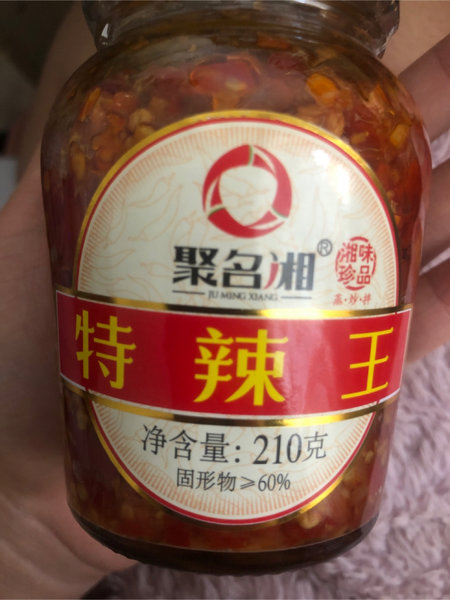 聚名湘®
JU MING XIANG
湘味
珍品
蒸·炒·拌
特辣王
净含量：210克
固形物≥60%